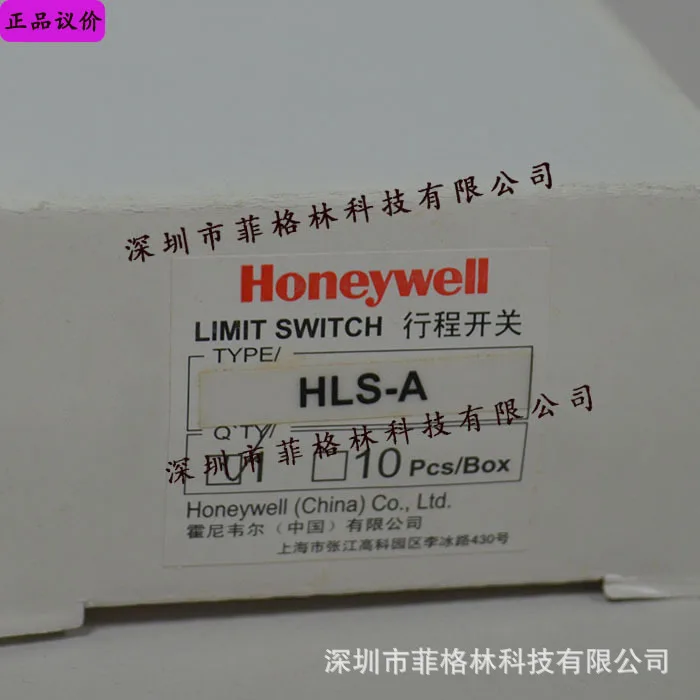 正品议价
深圳市菲格林科技有限公司
Honeywell
LIMIT SWITCH 行程开关
TYPE/
HLS-A
Q`TY/
深圳市菲格林科技有限公司
1 10 Pcs/Box
Honeywell (China) Co., Ltd.
霍尼韦尔(中国)有限公司
上海市张江高科园区李冰路430号
深圳市菲格林科技有限公司